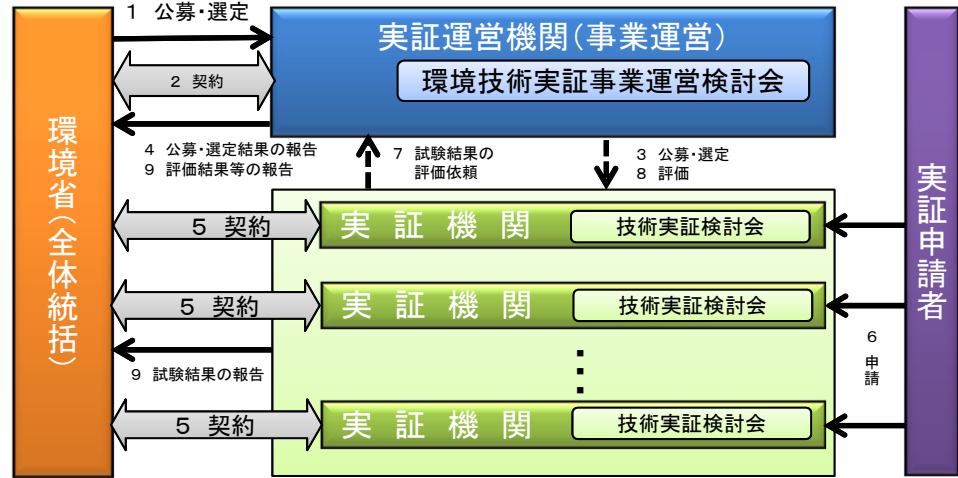 １ 公募・選定
実証運営機関（事業運営）
環境技術実証事業運営検討会
２ 契約
４ 公募・選定結果の報告
９ 評価結果等の報告
７ 試験結果の
評価依頼
３ 公募・選定
８ 評価
環境省（全体統括）
実証申請者
５ 契約
実証機関
技術実証検討会
５ 契約
実証機関
技術実証検討会
６
申請
９ 試験結果の報告
５ 契約
実証機関
技術実証検討会